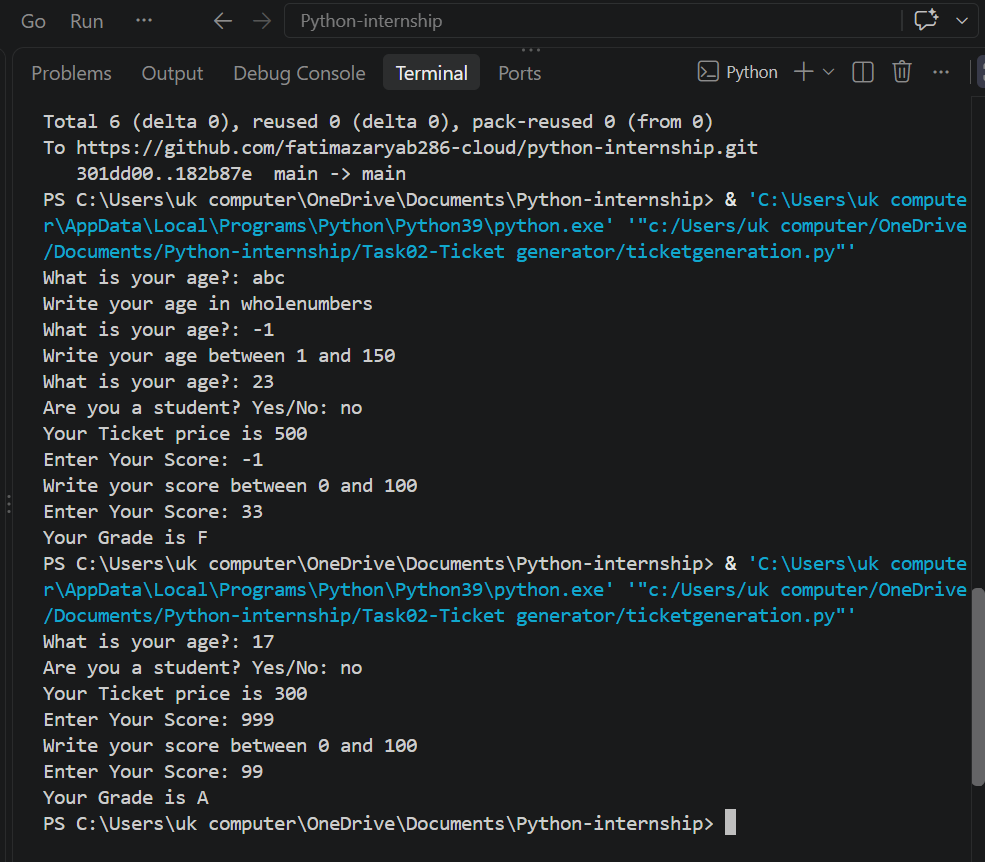 Go Run ··· ← → Python-internship
Problems Output Debug Console Terminal Ports Python
Total 6 (delta 0), reused 0 (delta 0), pack-reused 0 (from 0)
To https://github.com/fatimazaryab286-cloud/python-internship.git
   301dd00..182b87e  main -> main
PS C:\Users\uk computer\OneDrive\Documents\Python-internship> & 'C:\Users\uk compute
r\AppData\Local\Programs\Python\Python39\python.exe' '"c:/Users/uk computer/OneDrive
/Documents/Python-internship/Task02-Ticket generator/ticketgeneration.py"'
What is your age?: abc
Write your age in wholenumbers
What is your age?: -1
Write your age between 1 and 150
What is your age?: 23
Are you a student? Yes/No: no
Your Ticket price is 500
Enter Your Score: -1
Write your score between 0 and 100
Enter Your Score: 33
Your Grade is F
PS C:\Users\uk computer\OneDrive\Documents\Python-internship> & 'C:\Users\uk compute
r\AppData\Local\Programs\Python\Python39\python.exe' '"c:/Users/uk computer/OneDrive
/Documents/Python-internship/Task02-Ticket generator/ticketgeneration.py"'
What is your age?: 17
Are you a student? Yes/No: no
Your Ticket price is 300
Enter Your Score: 999
Write your score between 0 and 100
Enter Your Score: 99
Your Grade is A
PS C:\Users\uk computer\OneDrive\Documents\Python-internship>